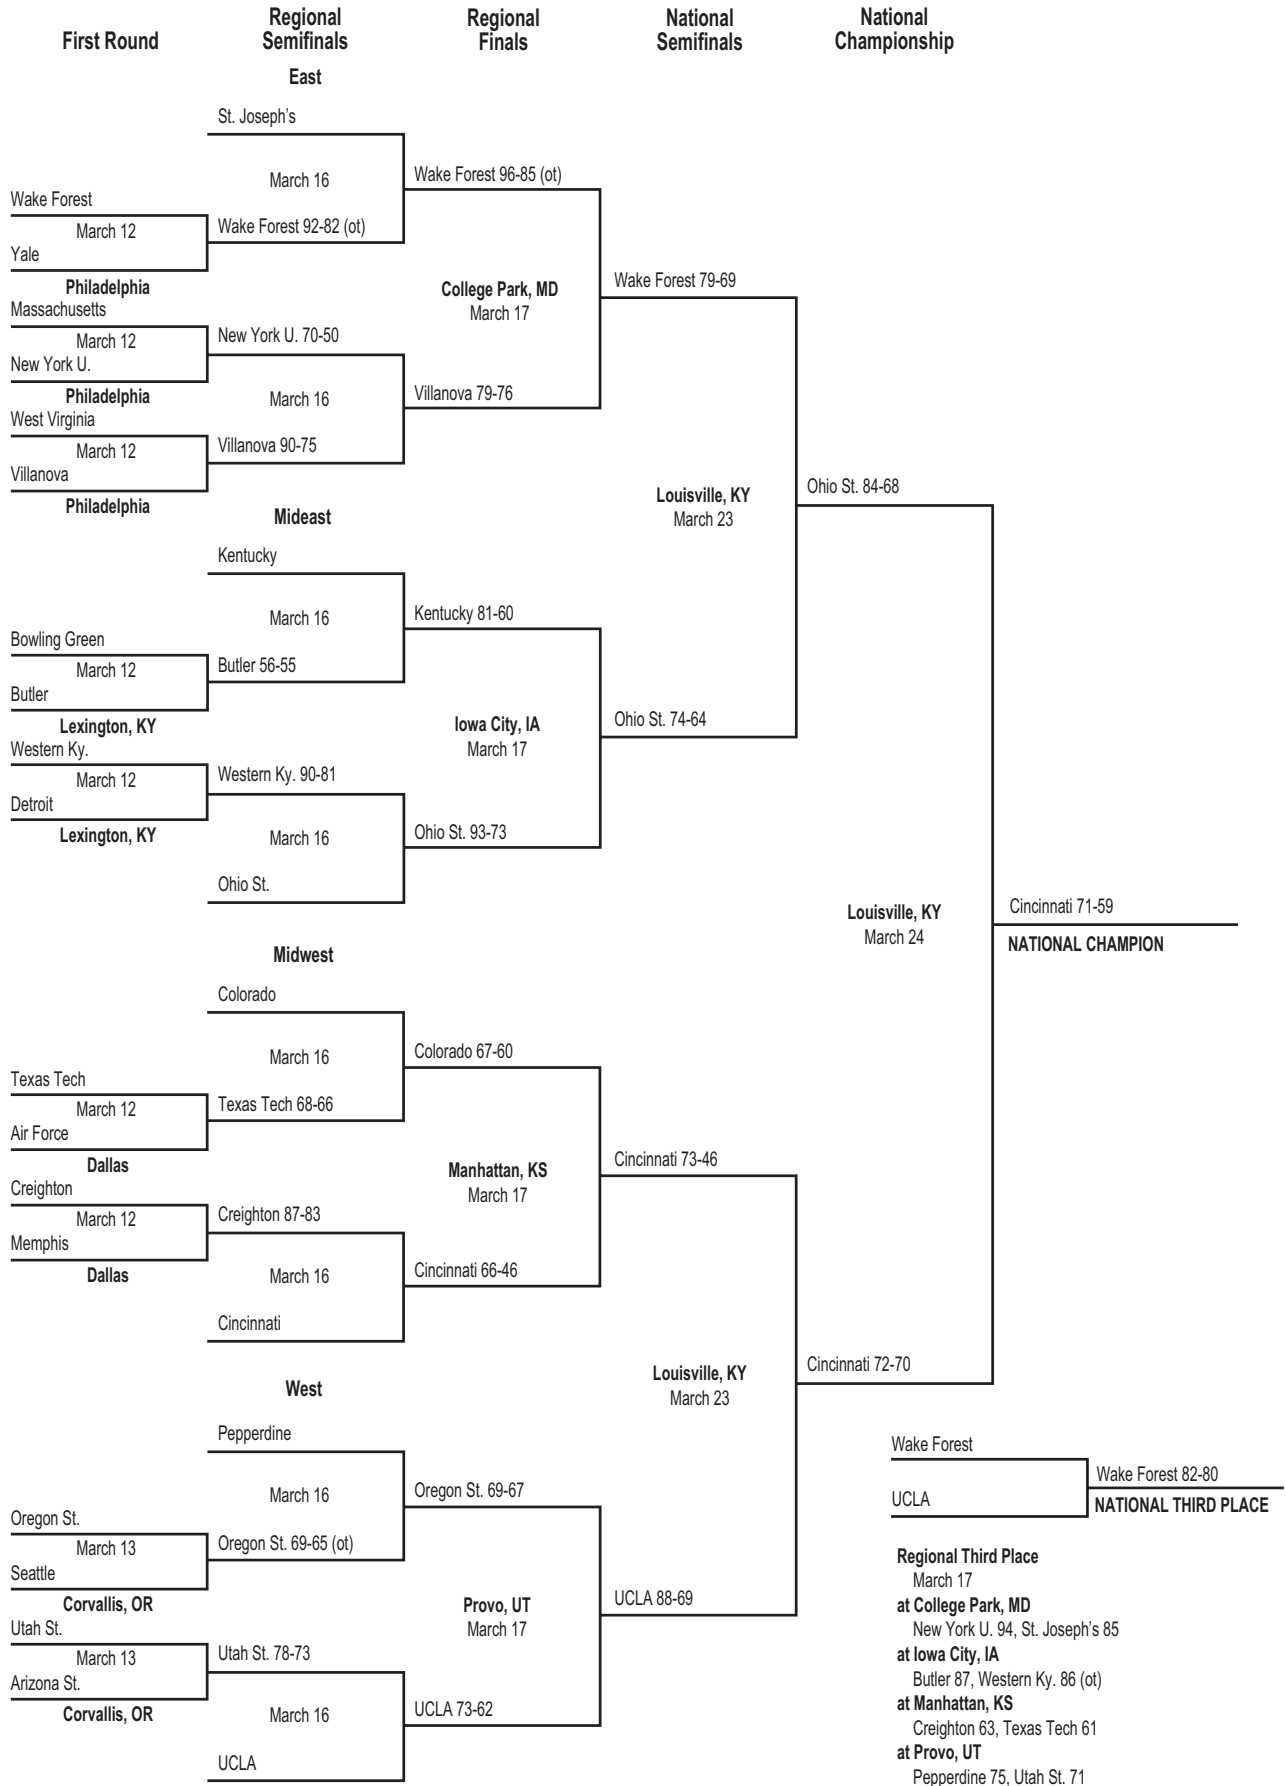 First Round
Regional
Semifinals
Regional
Finals
National
Semifinals
National
Championship
East
St. Joseph's
March 16
Wake Forest 96-85 (ot)
Wake Forest
March 12
Wake Forest 92-82 (ot)
Yale
Philadelphia
College Park, MD
March 17
Wake Forest 79-69
Massachusetts
March 12
New York U. 70-50
New York U.
Philadelphia
March 16
Villanova 79-76
West Virginia
March 12
Villanova 90-75
Villanova
Philadelphia
Louisville, KY
March 23
Ohio St. 84-68
Mideast
Kentucky
March 16
Kentucky 81-60
Bowling Green
March 12
Butler 56-55
Butler
Lexington, KY
Iowa City, IA
March 17
Ohio St. 74-64
Western Ky.
March 12
Western Ky. 90-81
Detroit
Lexington, KY
March 16
Ohio St. 93-73
Ohio St.
Louisville, KY
March 24
Cincinnati 71-59
NATIONAL CHAMPION
Midwest
Colorado
March 16
Colorado 67-60
Texas Tech
March 12
Texas Tech 68-66
Air Force
Dallas
Manhattan, KS
March 17
Cincinnati 73-46
Creighton
March 12
Creighton 87-83
Memphis
Dallas
March 16
Cincinnati 66-46
Cincinnati
Louisville, KY
March 23
Cincinnati 72-70
West
Pepperdine
March 16
Oregon St. 69-67
Oregon St.
March 13
Oregon St. 69-65 (ot)
Seattle
Corvallis, OR
Provo, UT
March 17
UCLA 88-69
Utah St.
March 13
Utah St. 78-73
Arizona St.
Corvallis, OR
March 16
UCLA 73-62
UCLA
Wake Forest
Wake Forest 82-80
UCLA
NATIONAL THIRD PLACE
Regional Third Place
March 17
at College Park, MD
New York U. 94, St. Joseph's 85
at Iowa City, IA
Butler 87, Western Ky. 86 (ot)
at Manhattan, KS
Creighton 63, Texas Tech 61
at Provo, UT
Pepperdine 75, Utah St. 71